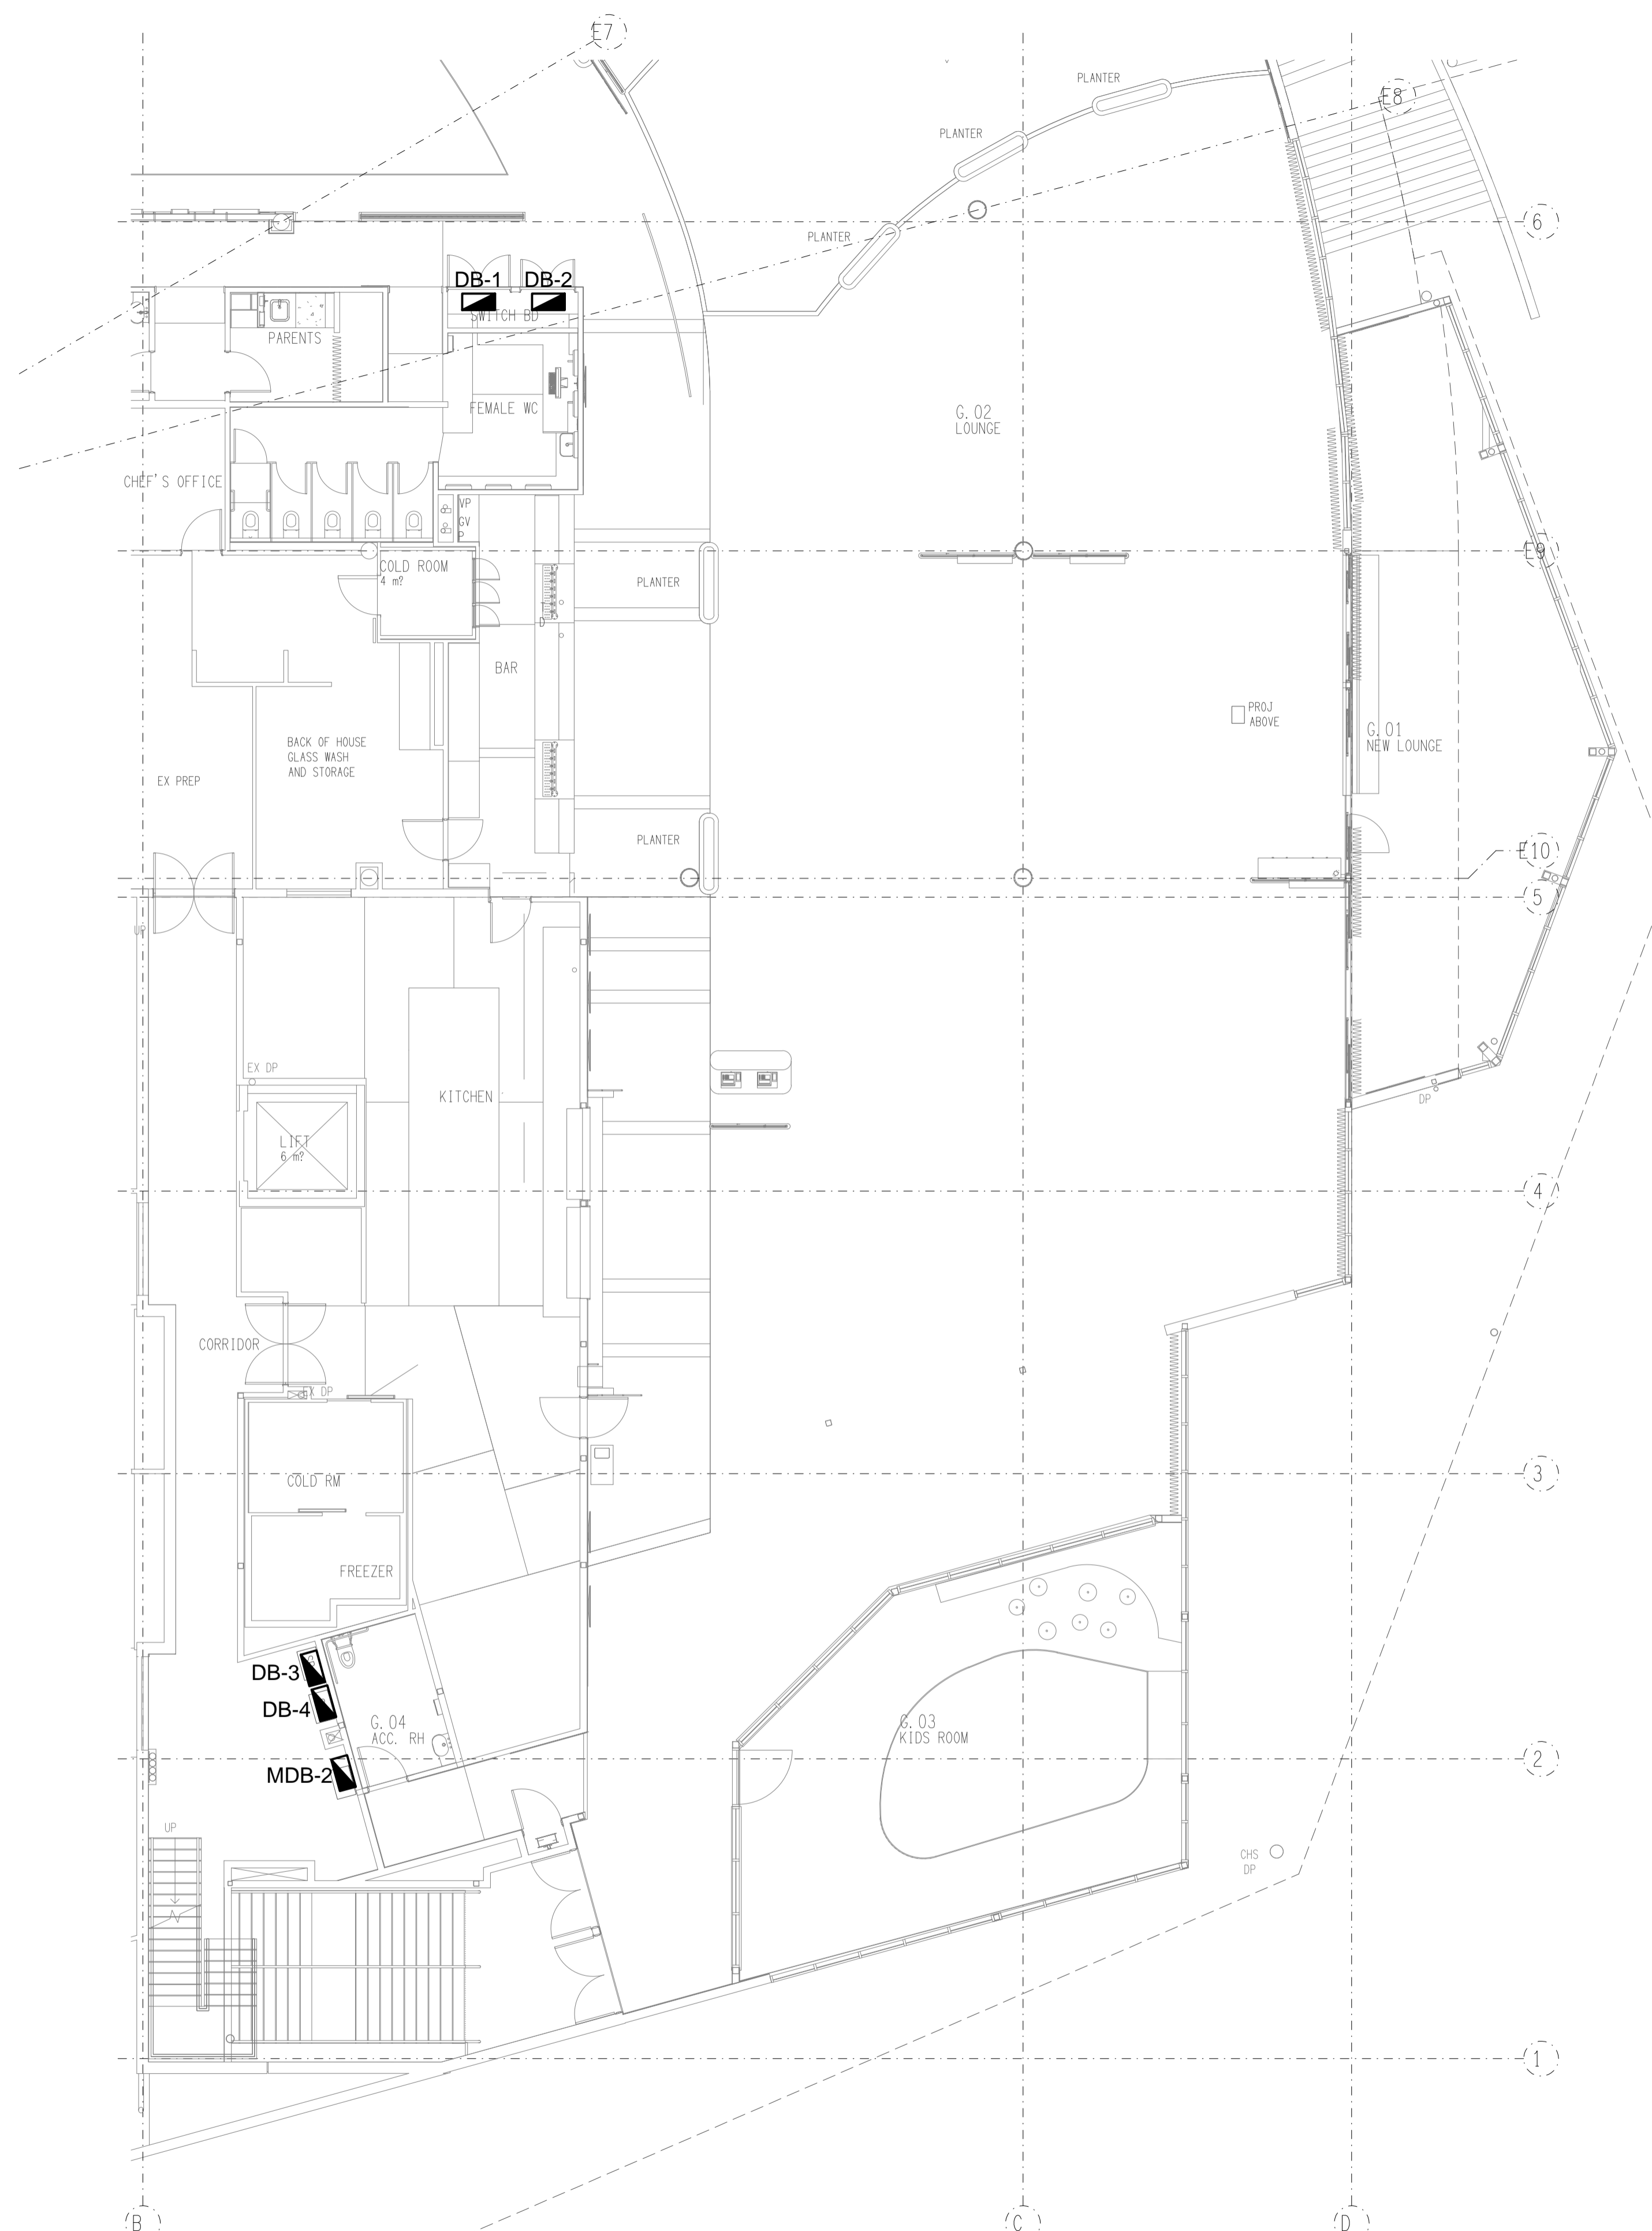 E7
PLANTER
E8
PLANTER
6
PLANTER
DB-1
DB-2
SWITCH BD
PARENTS
FEMALE WC
G.02
LOUNGE
CHEF'S OFFICE
VP
GV
P
E9
COLD ROOM
4 m?
PLANTER
BAR
PROJ
ABOVE
G.01
NEW LOUNGE
BACK OF HOUSE
GLASS WASH
AND STORAGE
EX PREP
PLANTER
E10
5
UP
EX DP
KITCHEN
DP
LIFT
6 m?
4
CORRIDOR
EX DP
COLD RM
3
FREEZER
DB-3
DB-4
G.04
ACC. RH
G.03
KIDS ROOM
MDB-2
2
UP
CHS
DP
1
B
C
D